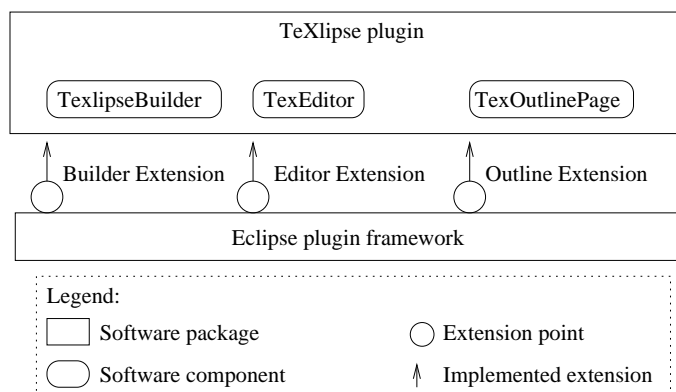 TeXlipse plugin
TexlipseBuilder TexEditor TexOutlinePage
Builder Extension Editor Extension Outline Extension
Eclipse plugin framework
Legend:
Software package Extension point
Software component Implemented extension